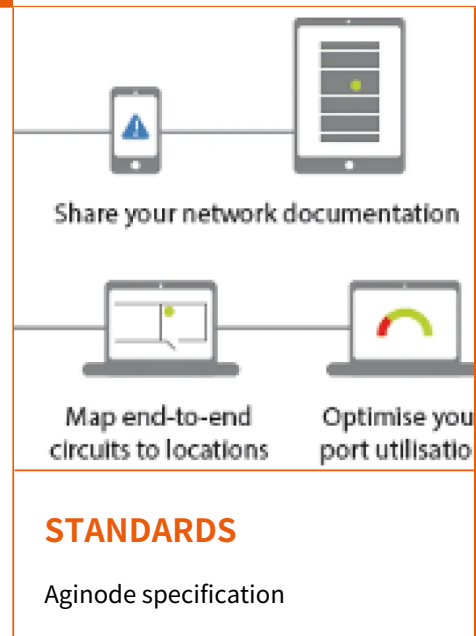 Share your network documentation
Map end-to-end
circuits to locations
Optimise you
port utilisatio
STANDARDS
Aginode specification